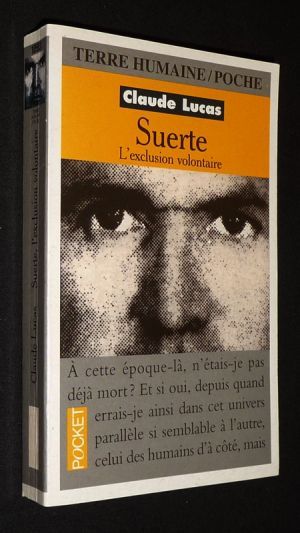 TERRE HUMAINE/POCHE
Claude Lucas
Suerte
L'exclusion volontaire
À cette époque-là, n'étais-je pas
déjà mort? Et si oui, depuis quand
errais-je ainsi dans cet univers
parallèle si semblable à l'autre,
celui des humains d'à côté, mais
POCKET
Claude Lucas Suerte, l'exclusion volontaire